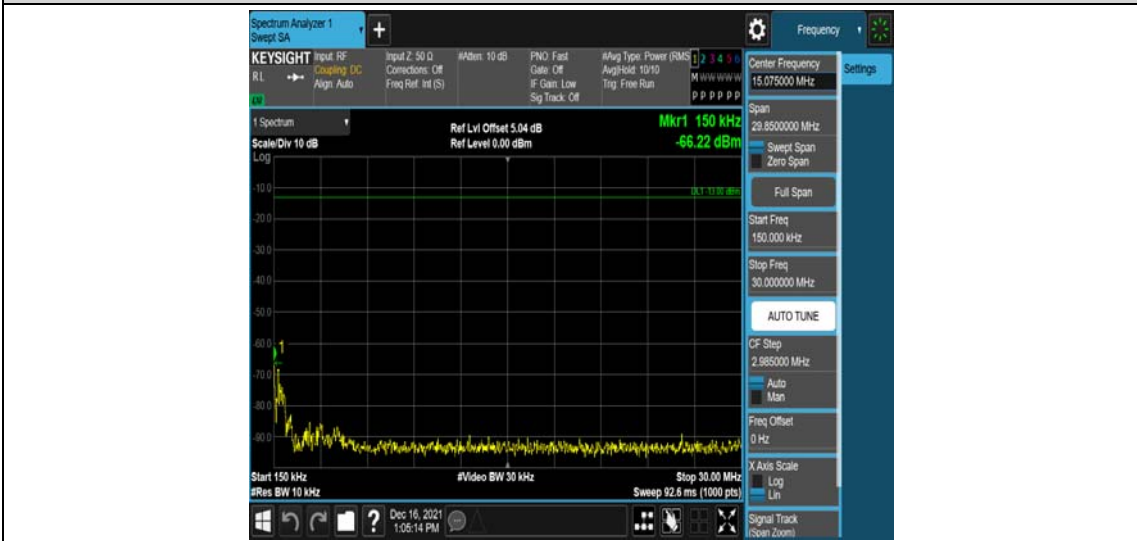 Spectrum Analyzer 1
Swept SA
+
Frequency
KEYSIGHT
RL
Input: RF
Coupling: DC
Align: Auto
Input Z: 50 Ω
Corrections: Off
Freq Ref: Int (S)
#Atten: 10 dB
PNO: Fast
Gate: Off
IF Gain: Low
Sig Track: Off
#Avg Type: Power (RMS
Avg|Hold: 10/10
Trig: Free Run
1 2 3 4 5 6
M W W W W W
P P P P P P
Center Frequency
15.075000 MHz
Settings
1 Spectrum
Scale/Div 10 dB
Log
Ref Lvl Offset 5.04 dB
Ref Level 0.00 dBm
Mkr1 150 kHz
-66.22 dBm
Span
29.8500000 MHz
Swept Span
Zero Span
Full Span
Start Freq
150.000 kHz
Stop Freq
30.000000 MHz
AUTO TUNE
CF Step
2.985000 MHz
Auto
Man
Freq Offset
0 Hz
X Axis Scale
Log
Lin
Signal Track
(Span Zoom)
DL1 -13.00 dBm
-10.0
-20.0
-30.0
-40.0
-50.0
-60.0
1
-70.0
-80.0
-90.0
Start 150 kHz
#Video BW 30 kHz
Stop 30.00 MHz
#Res BW 10 kHz
Sweep 92.6 ms (1000 pts)
?
Dec 16, 2021
1:05:14 PM